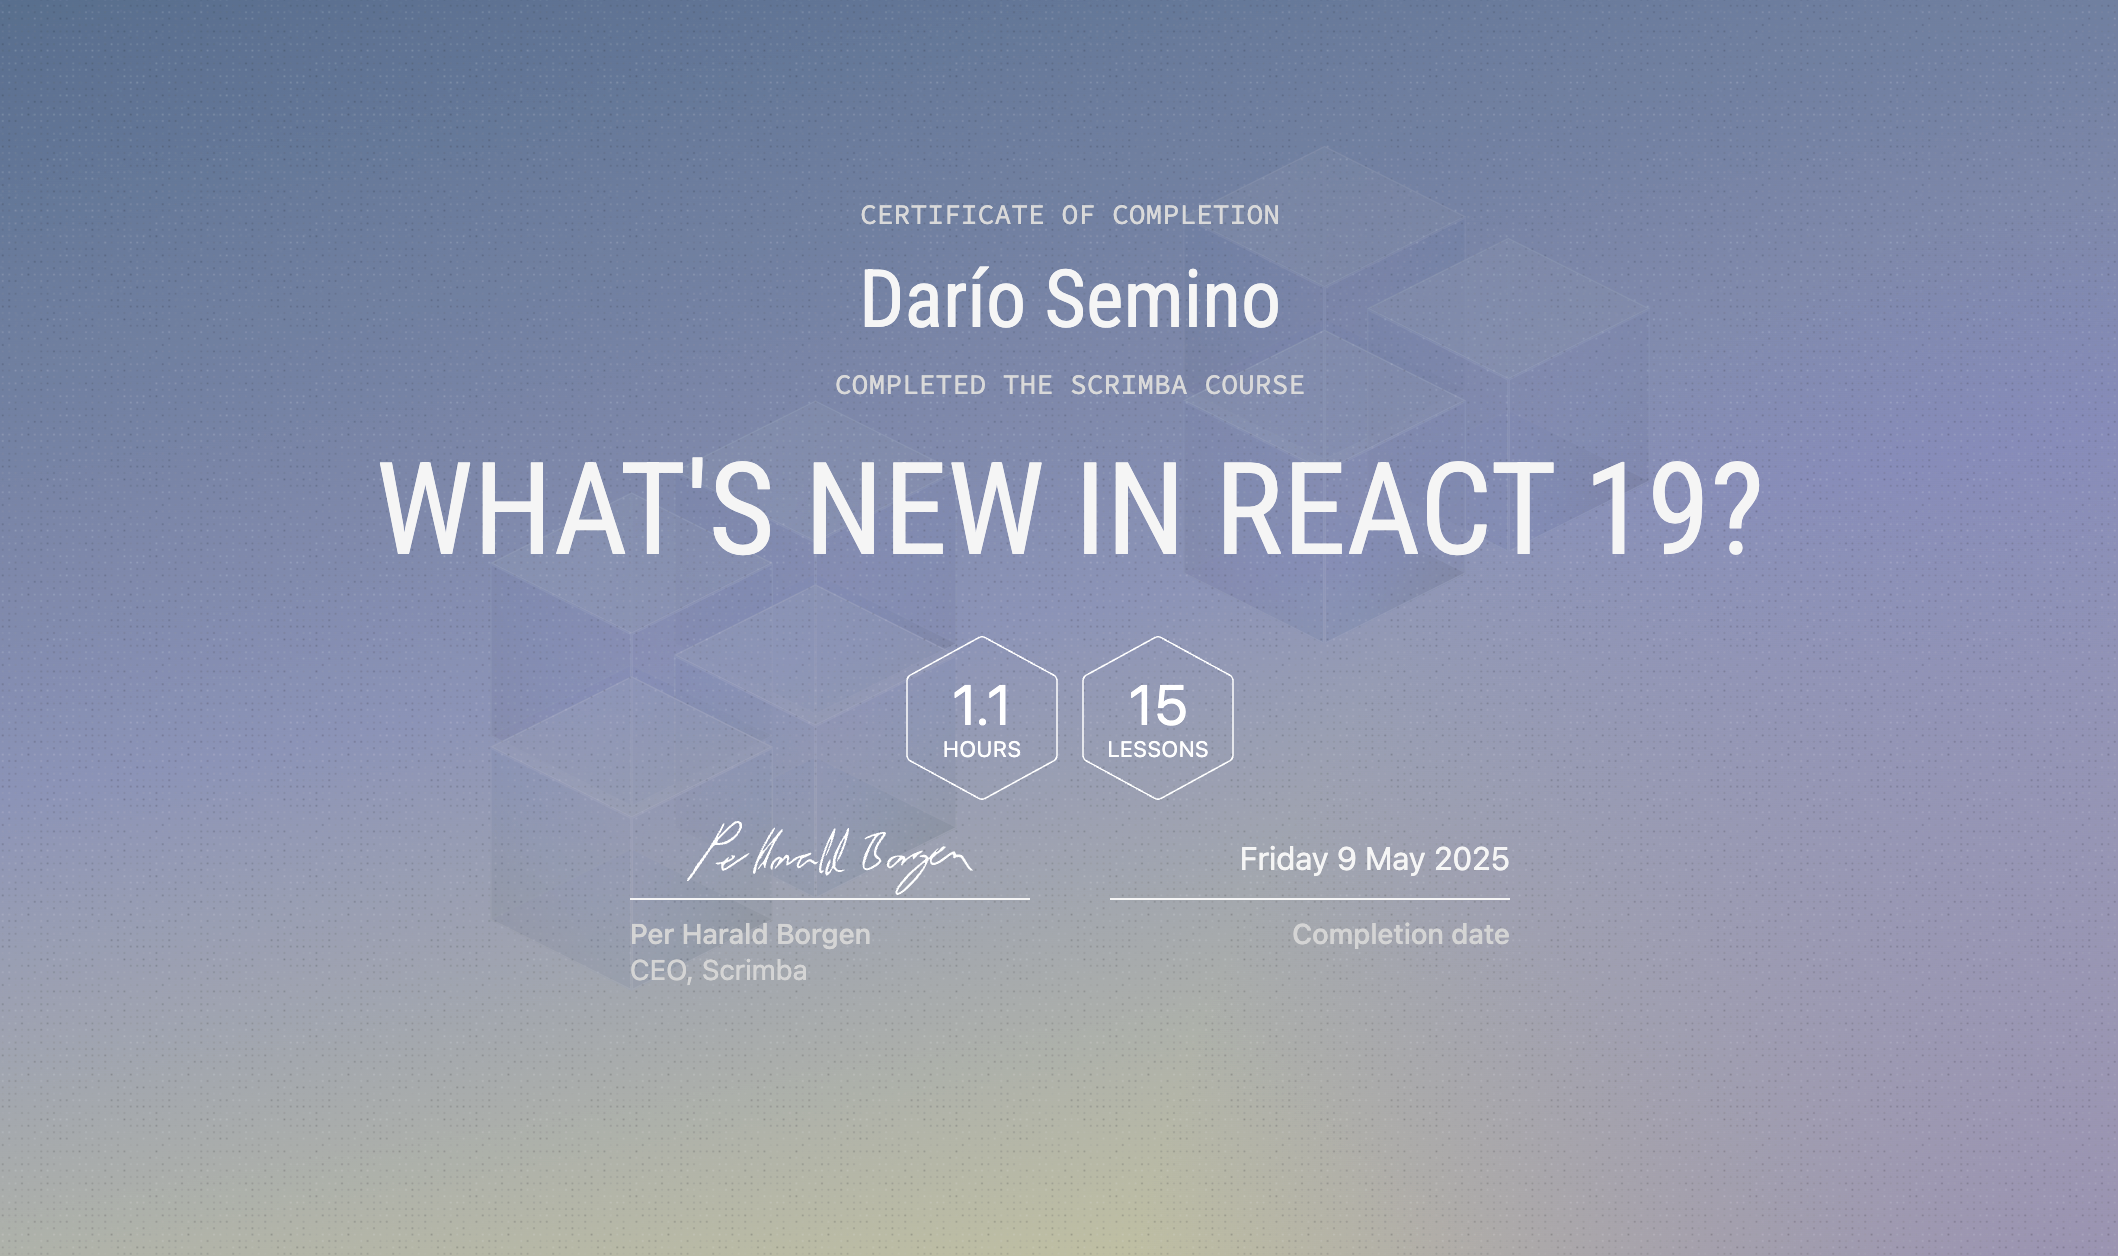 CERTIFICATE OF COMPLETION
Darío Semino
COMPLETED THE SCRIMBA COURSE
WHAT'S NEW IN REACT 19?
1.1
HOURS
15
LESSONS
Per Harald Borgen
Friday 9 May 2025
Per Harald Borgen
CEO, Scrimba
Completion date